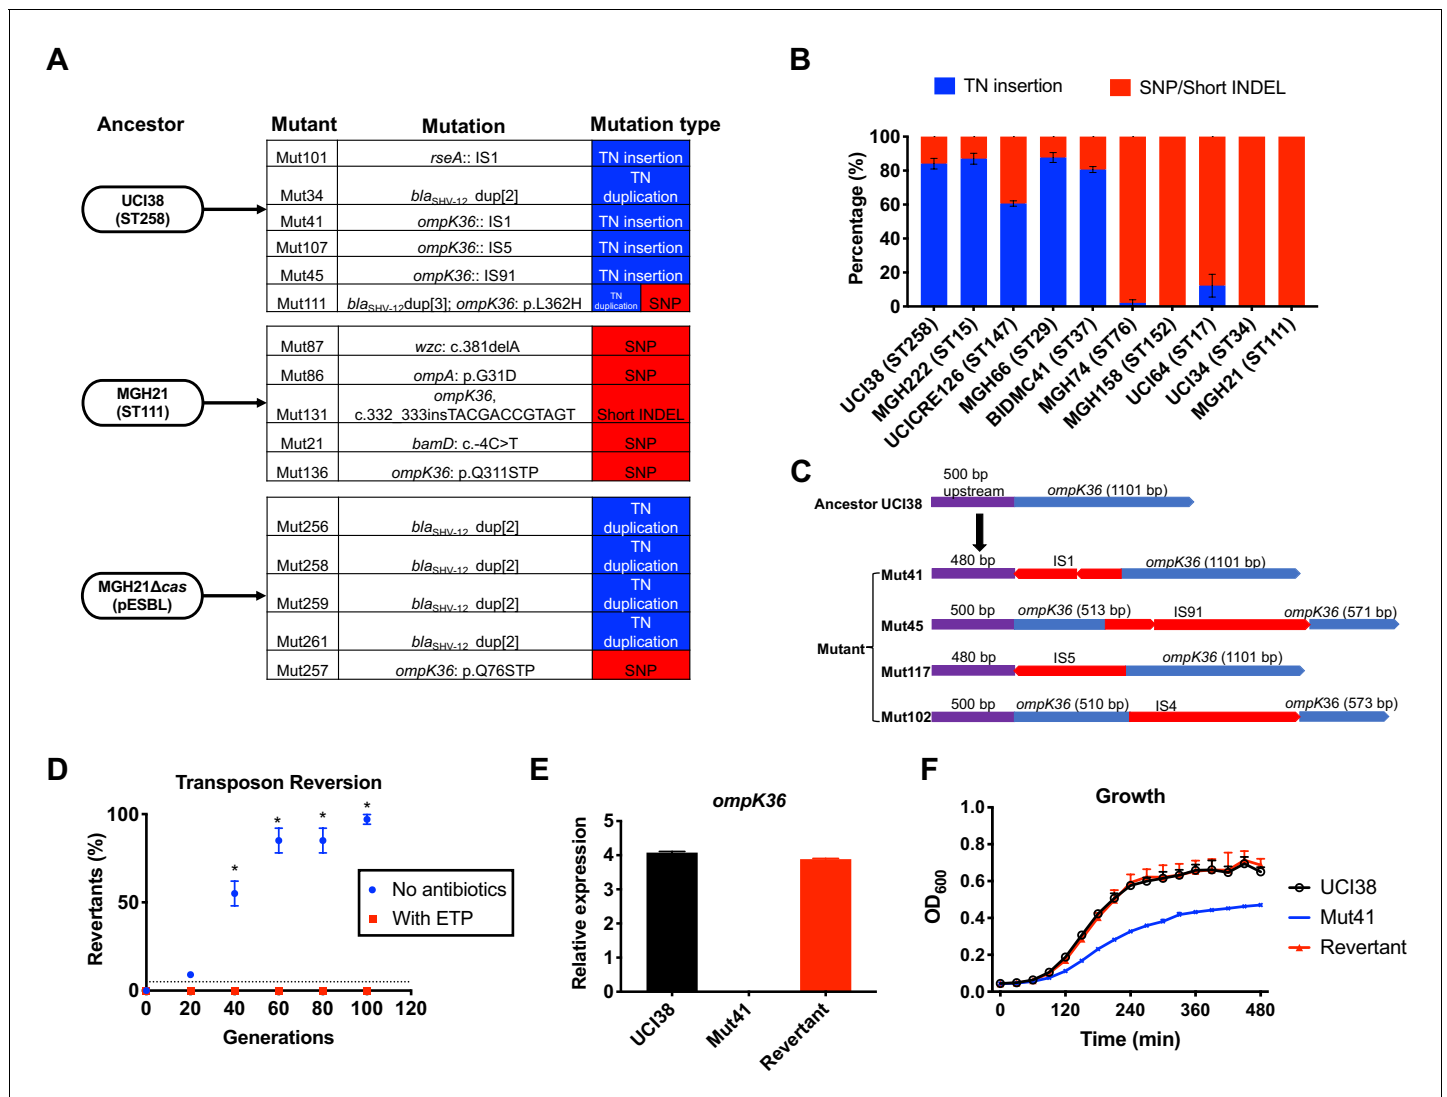 A
Ancestor
Mutant Mutation Mutation type
UCI38
(ST258)
Mut101 rseA:: IS1 TN insertion
Mut34 blaSHV-12 dup[2] TN duplication
Mut41 ompK36:: IS1 TN insertion
Mut107 ompK36:: IS5 TN insertion
Mut45 ompK36:: IS91 TN insertion
Mut111 blaSHV-12dup[3]; ompK36: p.L362H TN duplication SNP
MGH21
(ST111)
Mut87 wzc: c.381delA SNP
Mut86 ompA: p.G31D SNP
Mut131 ompK36, c.332_333insTACGACCGTAGT Short INDEL
Mut21 bamD: c.-4C>T SNP
Mut136 ompK36: p.Q311STP SNP
MGH21Δcas
(pESBL)
Mut256 blaSHV-12 dup[2] TN duplication
Mut258 blaSHV-12 dup[2] TN duplication
Mut259 blaSHV-12 dup[2] TN duplication
Mut261 blaSHV-12 dup[2] TN duplication
Mut257 ompK36: p.Q76STP SNP
B
TN insertion SNP/Short INDEL
Percentage (%)
100
80
60
40
20
0
UCI38 (ST258)
MGH222 (ST15)
UCICRE126 (ST147)
MGH66 (ST29)
BIDMC41 (ST37)
MGH74 (ST76)
MGH158 (ST152)
UCI64 (ST17)
UCI34 (ST34)
MGH21 (ST111)
C
500 bp
upstream ompK36 (1101 bp)
Ancestor UCI38
480 bp IS1 ompK36 (1101 bp)
Mut41
500 bp ompK36 (513 bp) IS91 ompK36 (571 bp)
Mut45
Mutant
480 bp IS5 ompK36 (1101 bp)
Mut117
500 bp ompK36 (510 bp) IS4 ompK36 (573 bp)
Mut102
D
Transposon Reversion
Revertants (%)
100
50
0
* * * * 
0 20 40 60 80 100 120
Generations
No antibiotics
With ETP
E
ompK36
Relative expression
5
4
3
2
1
0
UCI38
Mut41
Revertant
F
Growth
OD600
1.0
0.8
0.6
0.4
0.2
0.0
0 120 240 360 480
Time (min)
UCI38
Mut41
Revertant